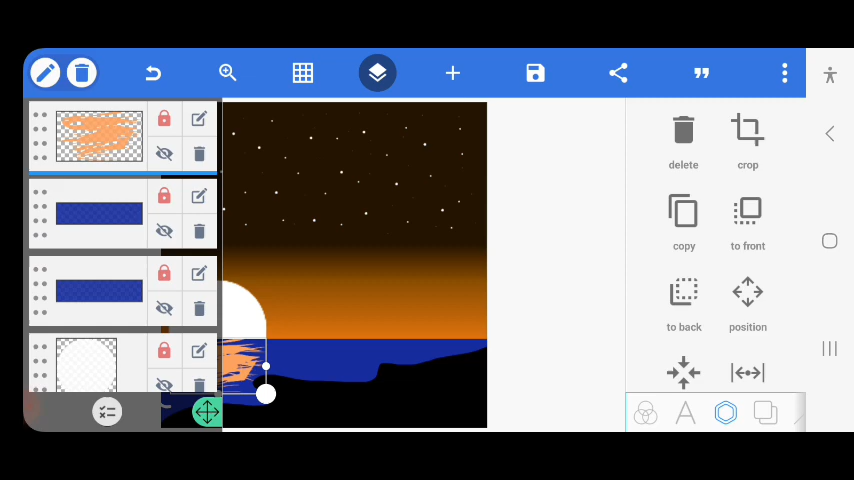 delete
crop
copy
to front
to back
position